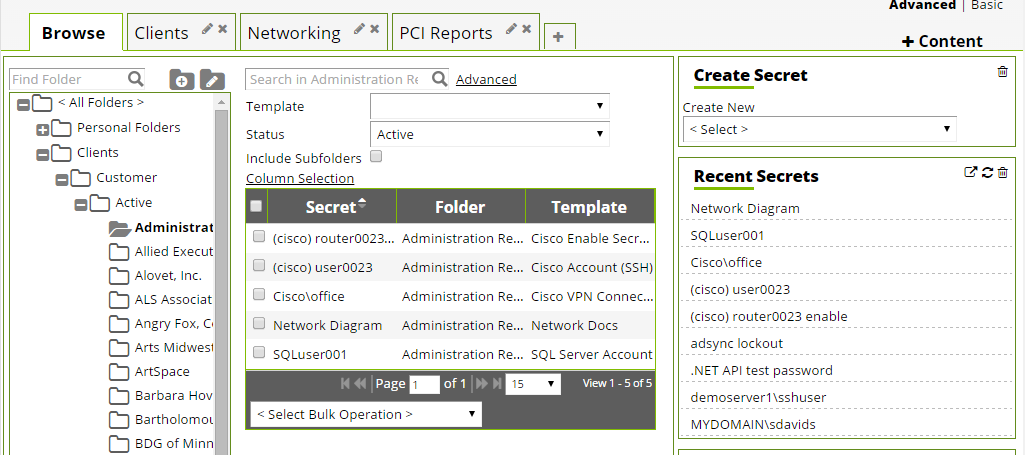 Advanced | Basic
Browse
Clients
Networking
PCI Reports
+ Content
Find Folder
< All Folders >
Personal Folders
Clients
Customer
Active
Administrat
Allied Execut
Alovet, Inc.
ALS Associat
Angry Fox, Co
Arts Midwest
ArtSpace
Barbara Hov
Bartholomou
BDG of Minn
Search in Administration Re
Advanced
Template
Status Active
Include Subfolders
Column Selection
Secret Folder Template
(cisco) router0023... Administration Re... Cisco Enable Secr...
(cisco) user0023 Administration Re... Cisco Account (SSH)
Cisco\office Administration Re... Cisco VPN Connec...
Network Diagram Administration Re... Network Docs
SQLuser001 Administration Re... SQL Server Account
Page 1 of 1 15 View 1 - 5 of 5
< Select Bulk Operation >
Create Secret
Create New
< Select >
Recent Secrets
Network Diagram
SQLuser001
Cisco\office
(cisco) user0023
(cisco) router0023 enable
adsync lockout
.NET API test password
demoserver1\sshuser
MYDOMAIN\sdavids